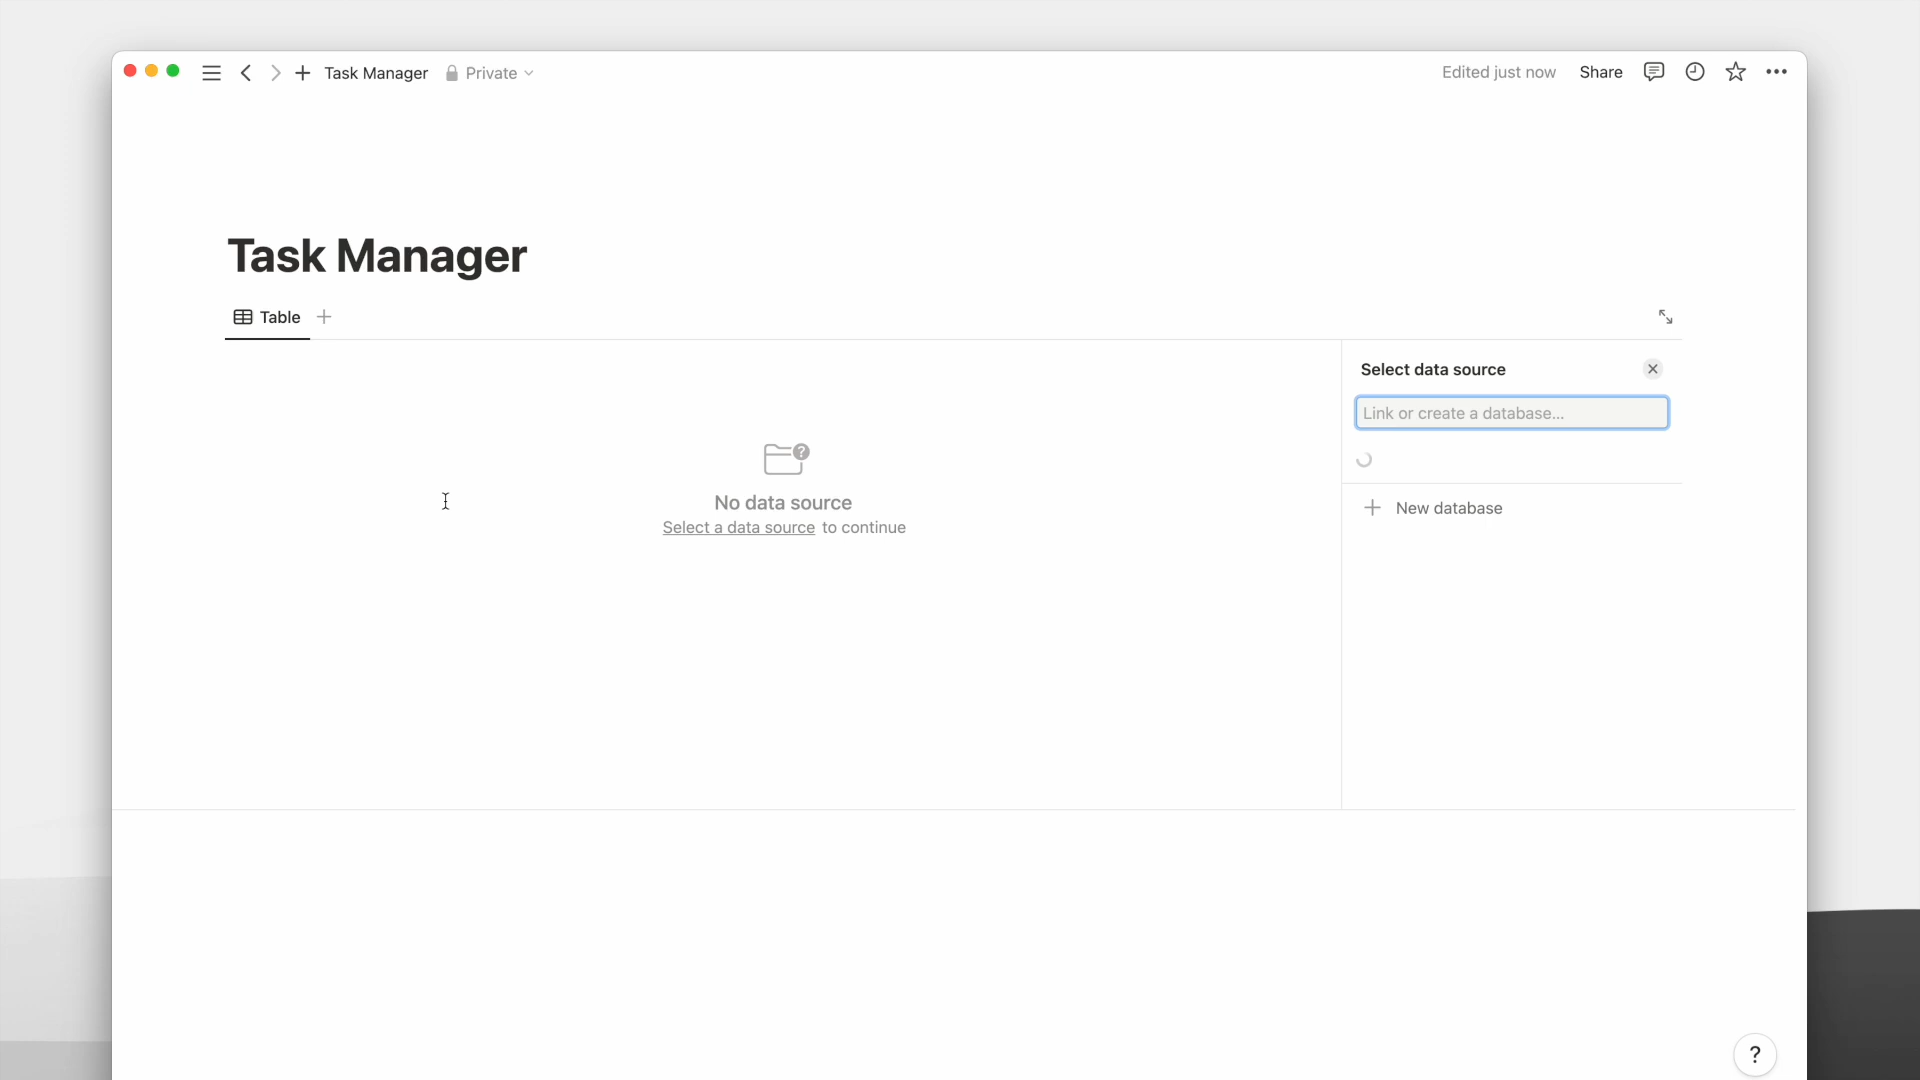 Task Manager Private
Edited just now Share
Task Manager
Table
Select data source
Link or create a database...
No data source
Select a data source to continue
New database
?